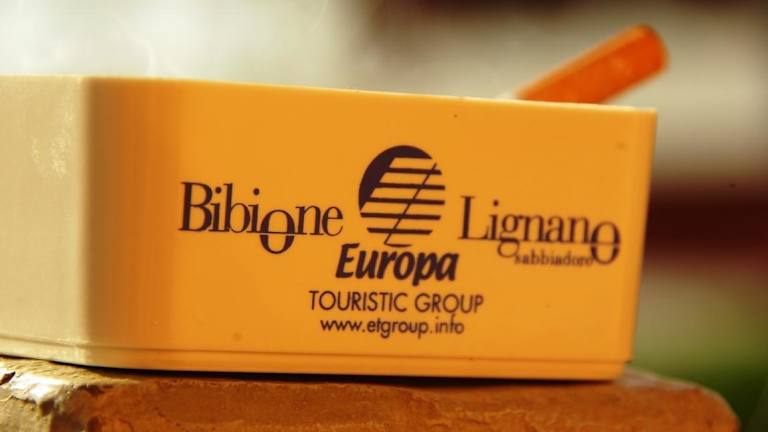 Bibione
Lignano
sabbiadoro
Europa
TOURISTIC GROUP
www.etgroup.info